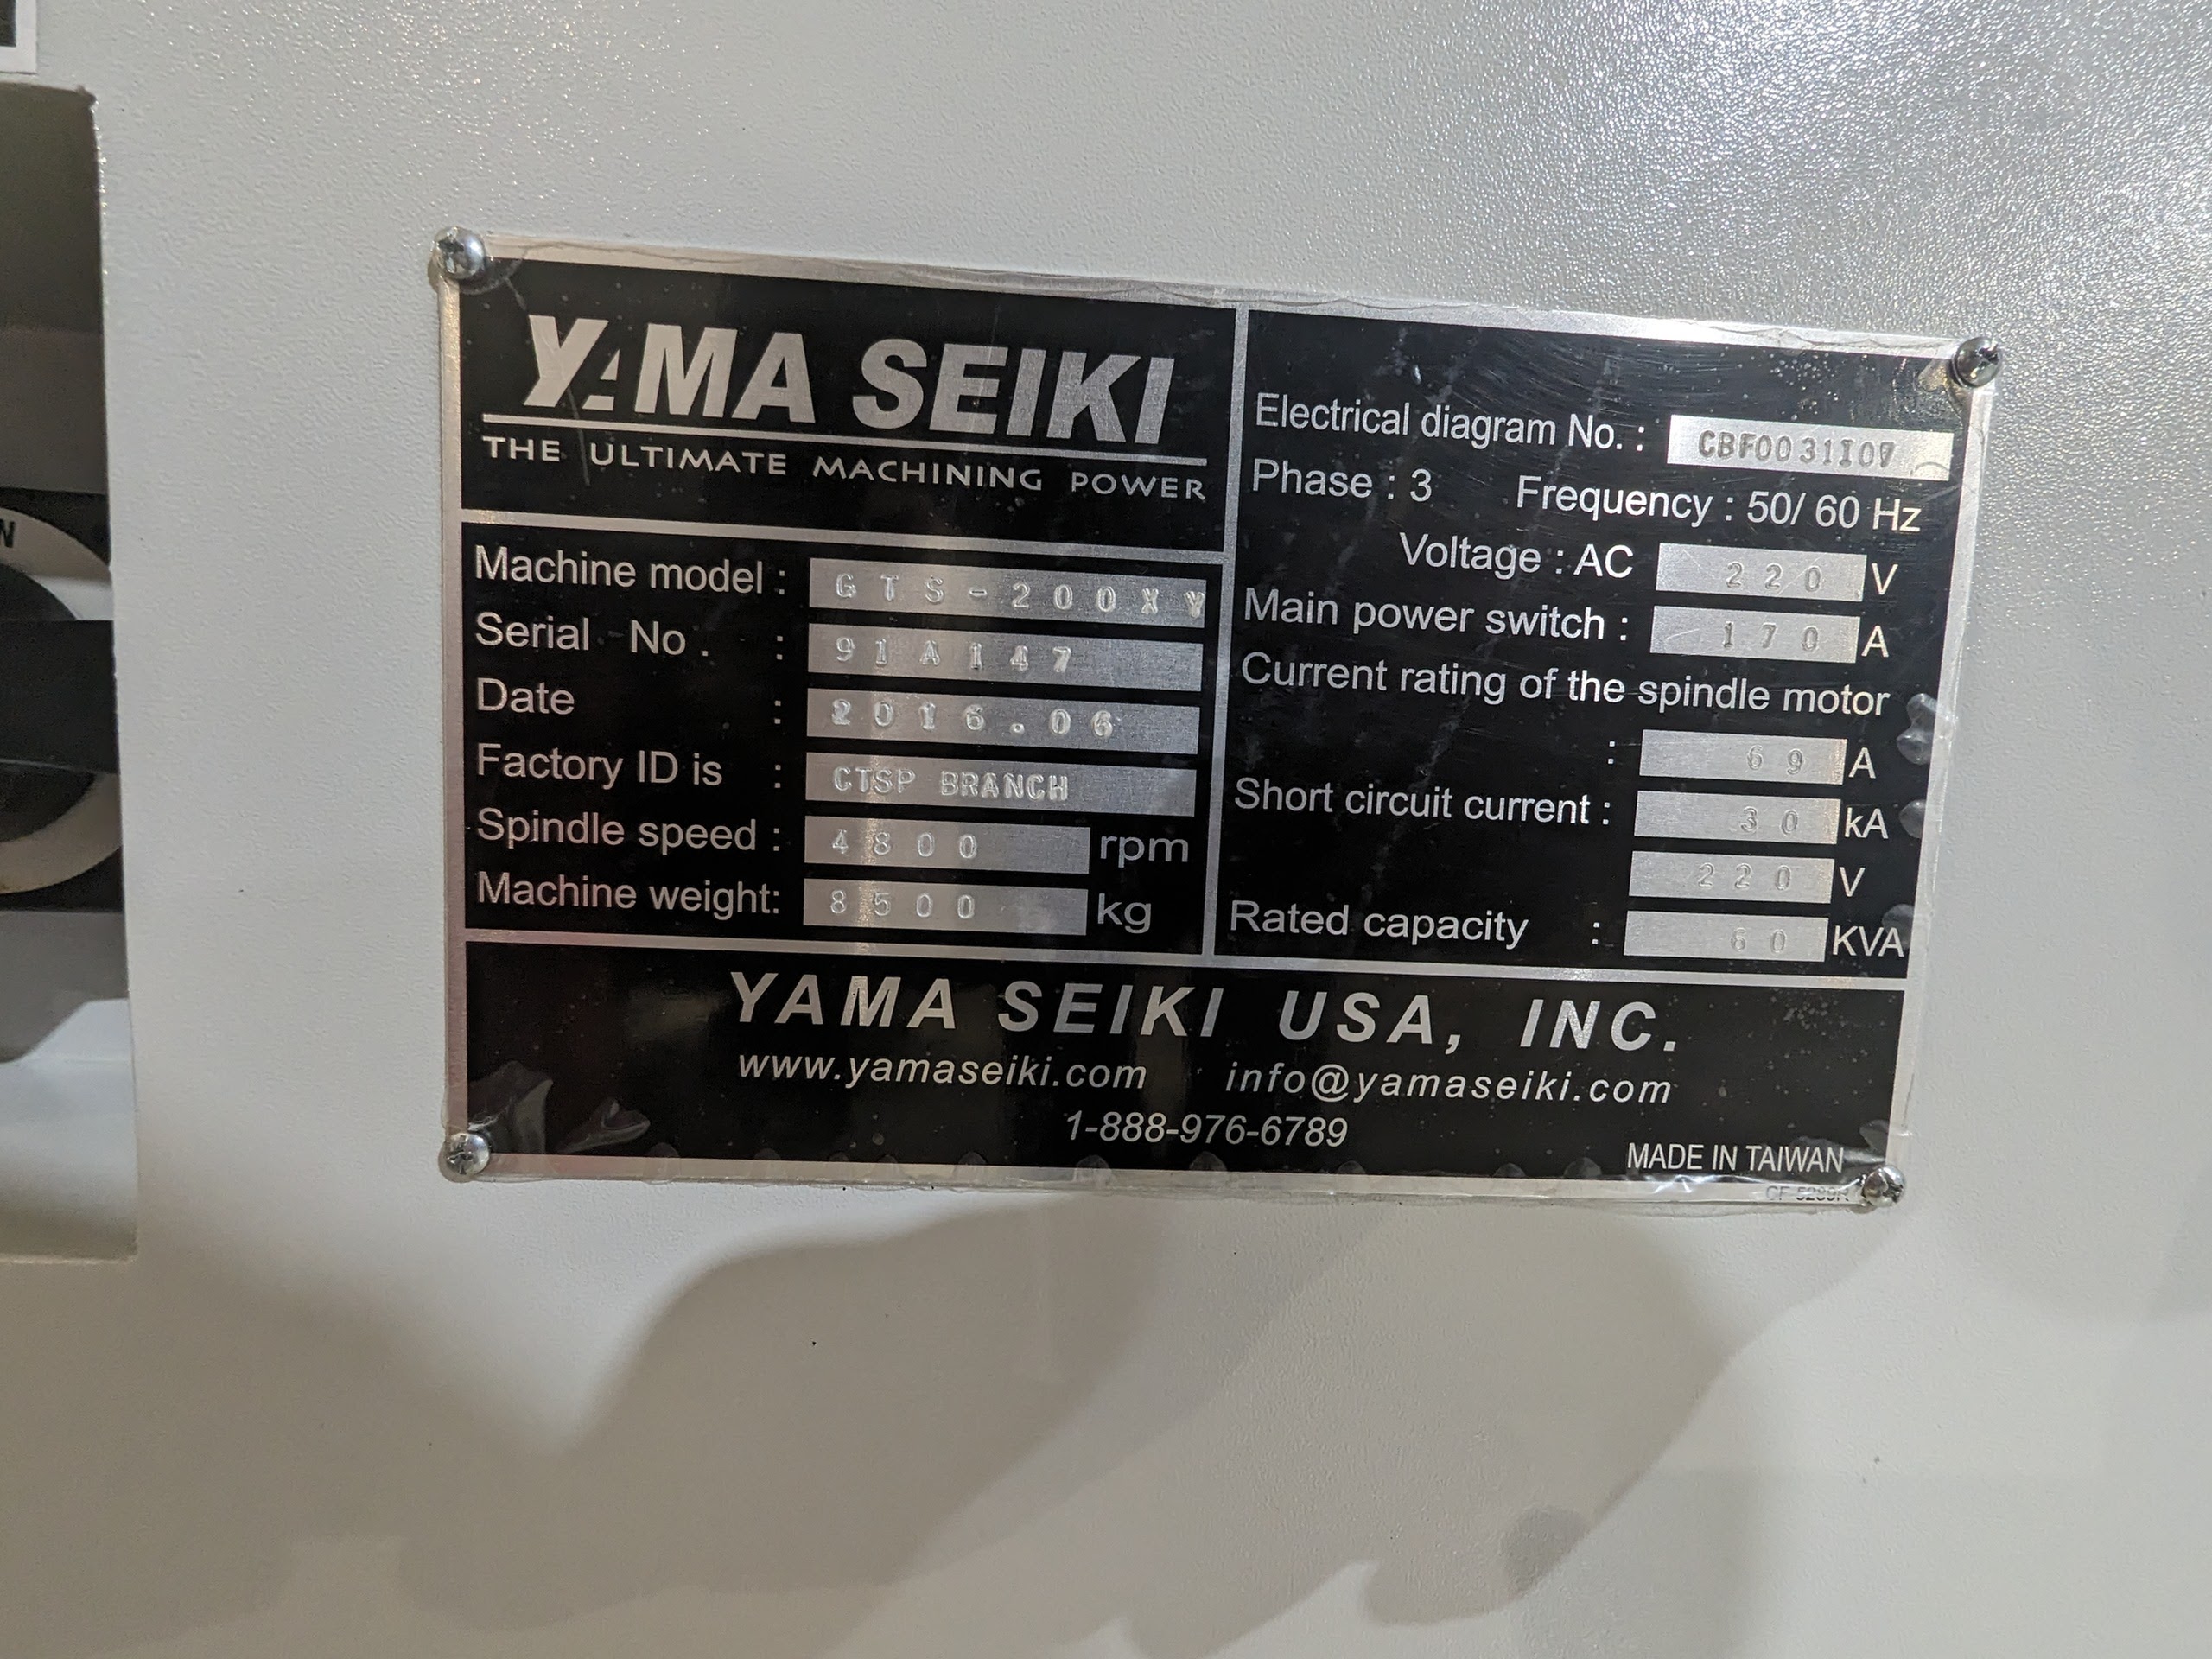 YAMA SEIKI
THE ULTIMATE MACHINING POWER
Machine model : GTS-200XY
Serial No. : 91A147
Date : 2016.06
Factory ID is : CTSP BRANCH
Spindle speed : 4800 rpm
Machine weight: 8500 kg
Electrical diagram No. :
Phase : 3 Frequency : 50/ 60 Hz
Voltage : AC 220 V
Main power switch : 170 A
Current rating of the spindle motor
: 69 A
Short circuit current : 30 kA
220 V
Rated capacity : 60 KVA
YAMA SEIKI USA, INC.
www.yamaseiki.com info@yamaseiki.com
1-888-976-6789
MADE IN TAIWAN